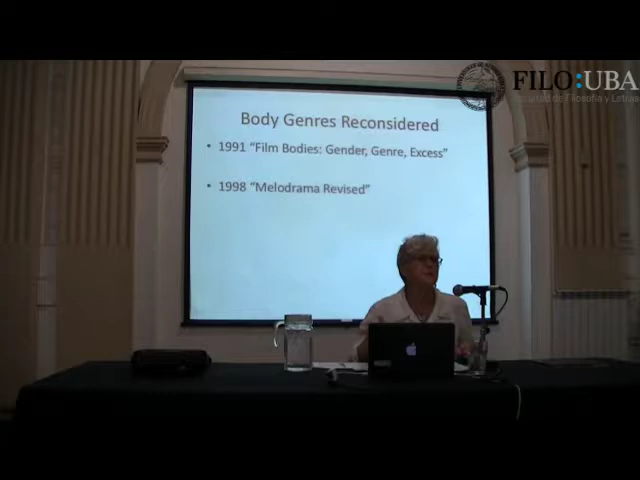 FILO:UBA
Facultad de Filosofía y Letras
Body Genres Reconsidered
• 1991 "Film Bodies: Gender, Genre, Excess"
• 1998 "Melodrama Revised"